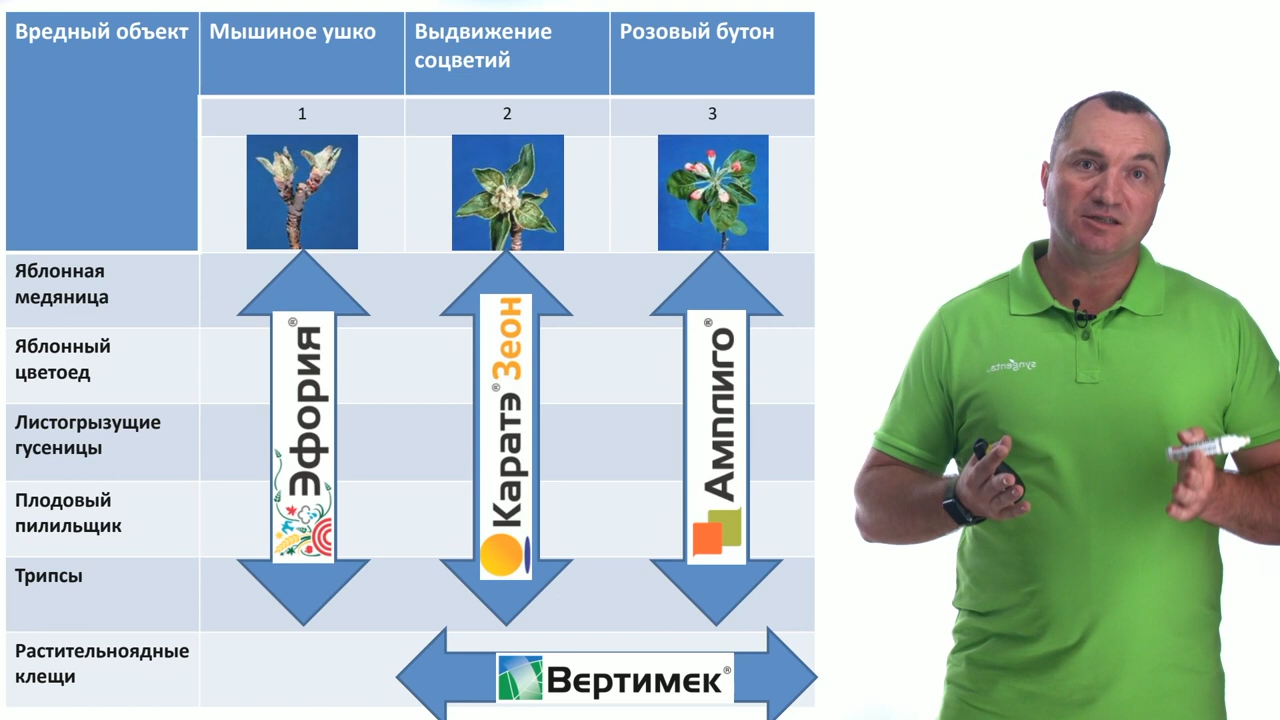 Вредный объект
Мышиное ушко
Выдвижение
соцветий
Розовый бутон
1
2
3
Яблонная
медяница
Яблонный
цветоед
Листогрызущие
гусеницы
Плодовый
пилильщик
Трипсы
Растительноядные
клещи
Эфория®
Каратэ® Зеон
Амплиго®
Вертимек®
syngenta